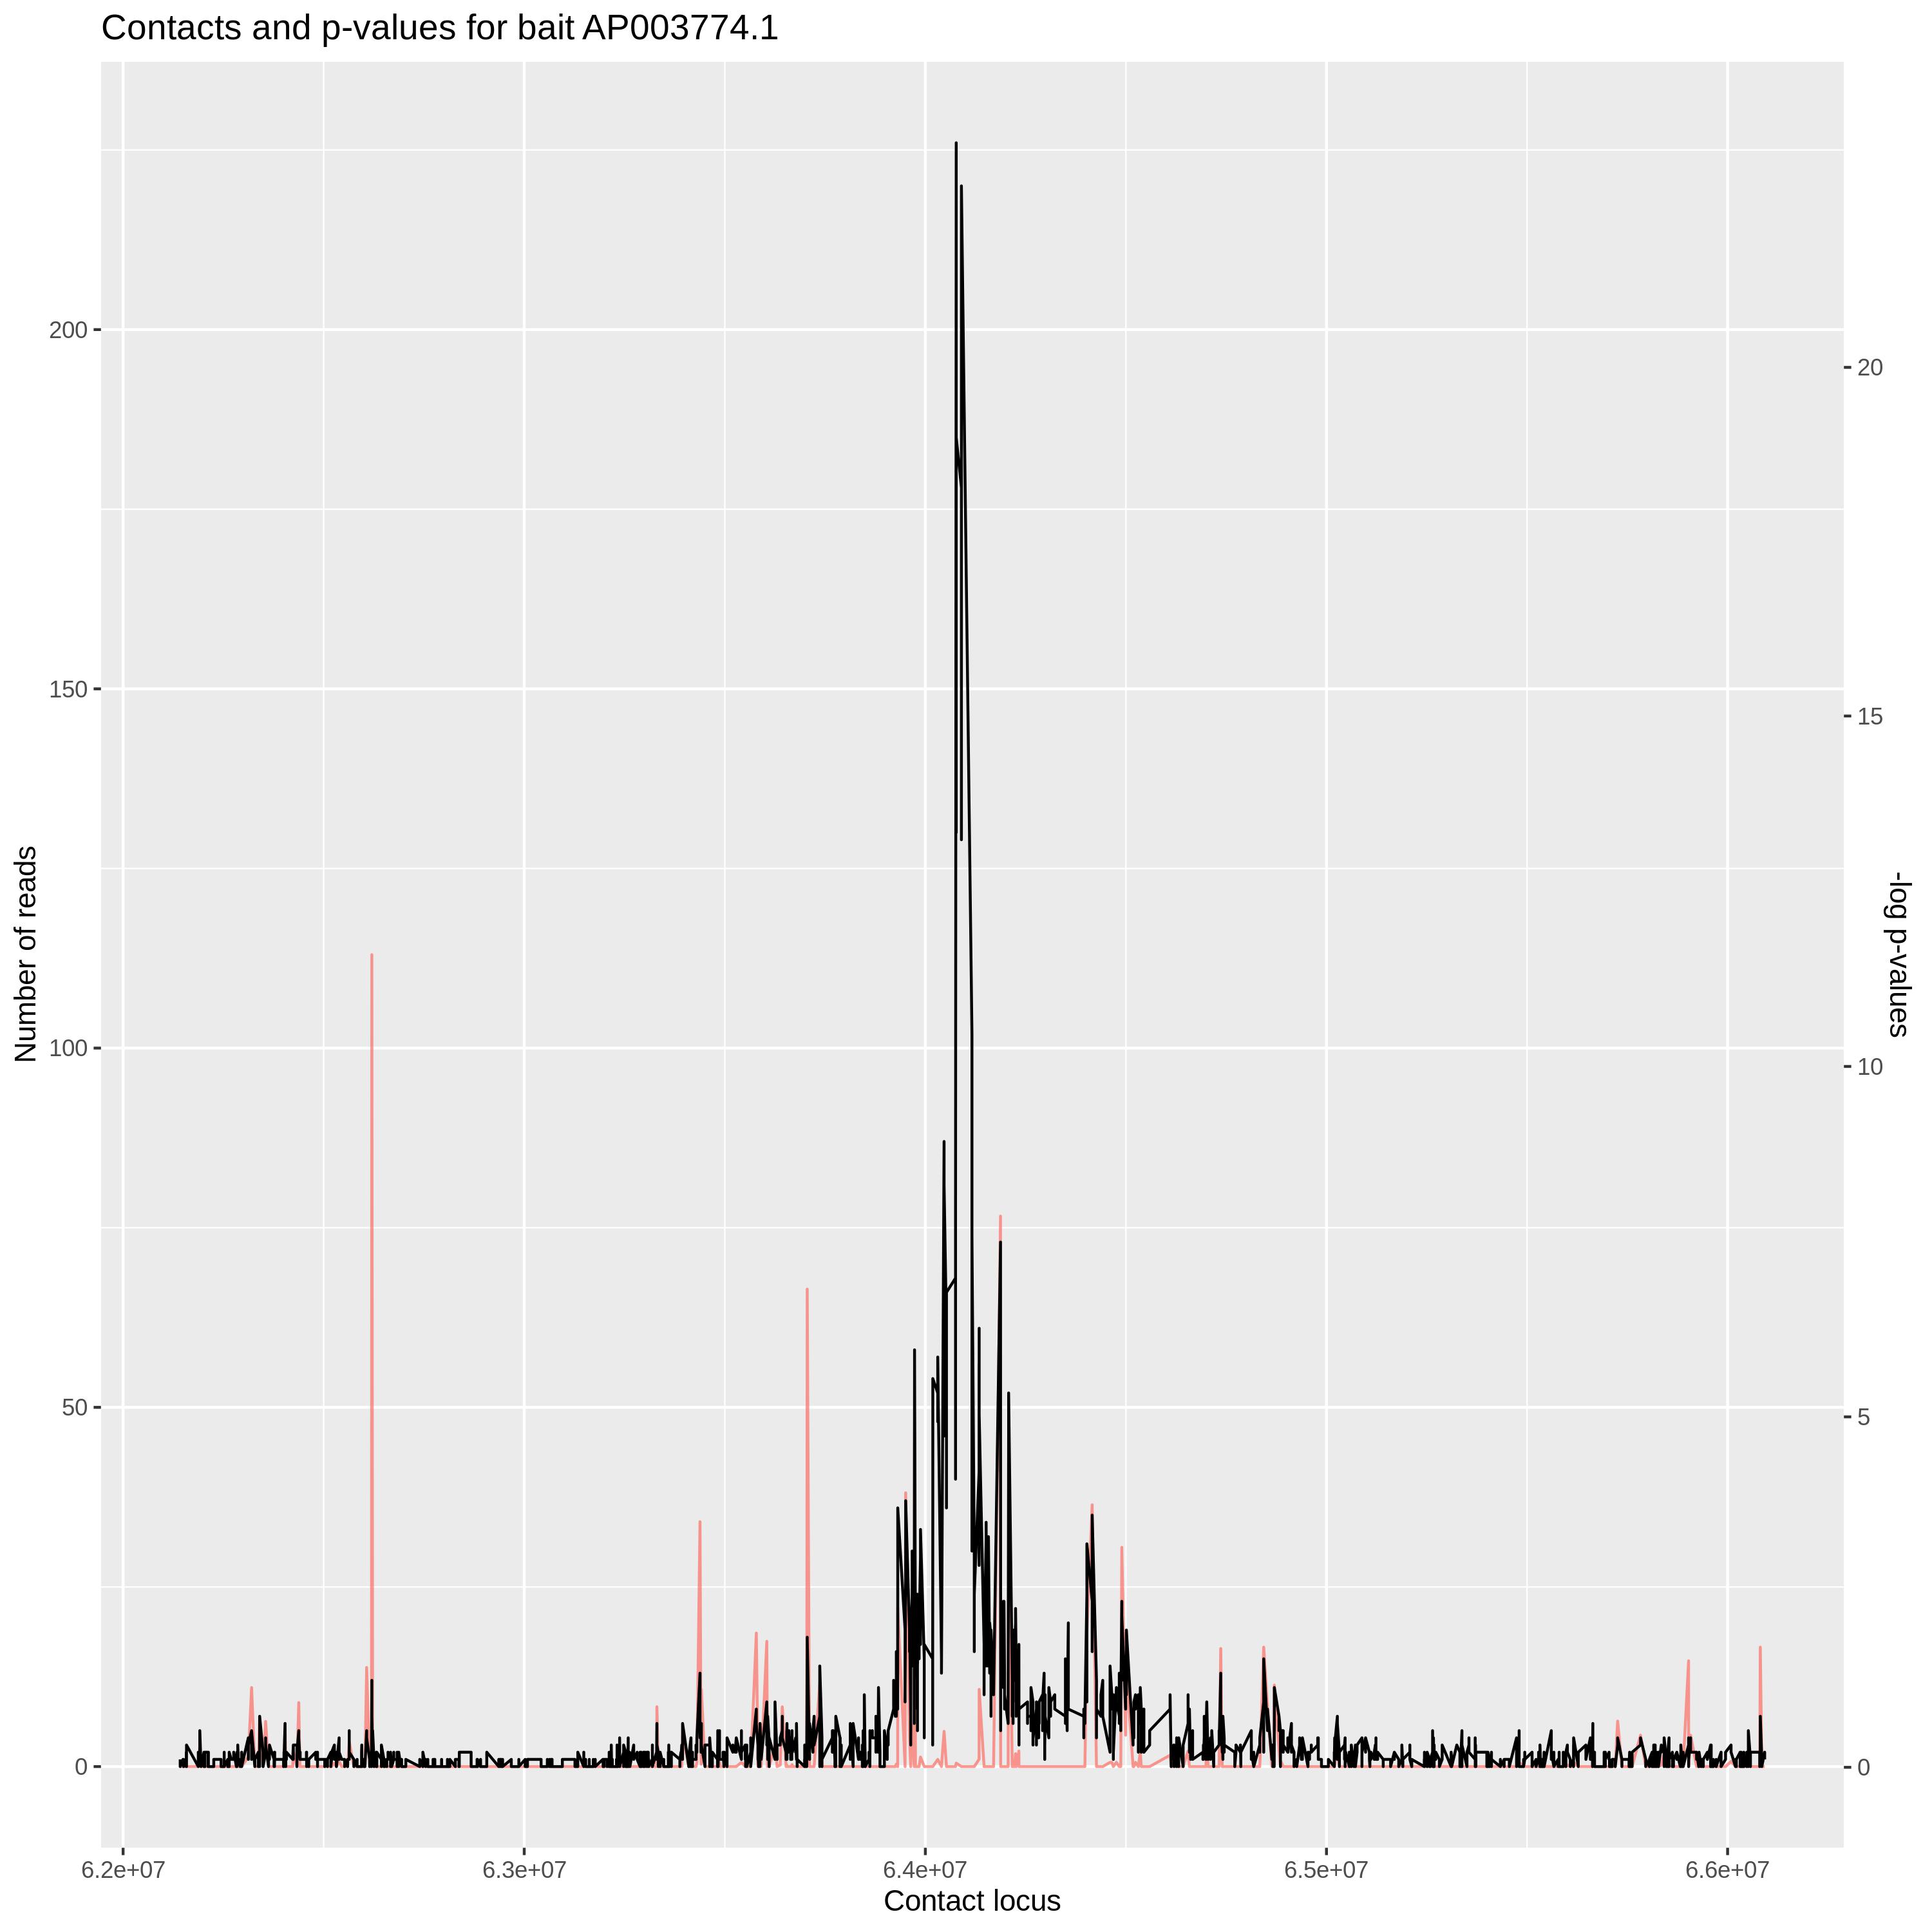 Contacts and p-values for bait AP003774.1
Number of reads
200
150
100
50
0
20
15
10
5
0
-log p-values
6.2e+07 6.3e+07 6.4e+07 6.5e+07 6.6e+07
Contact locus